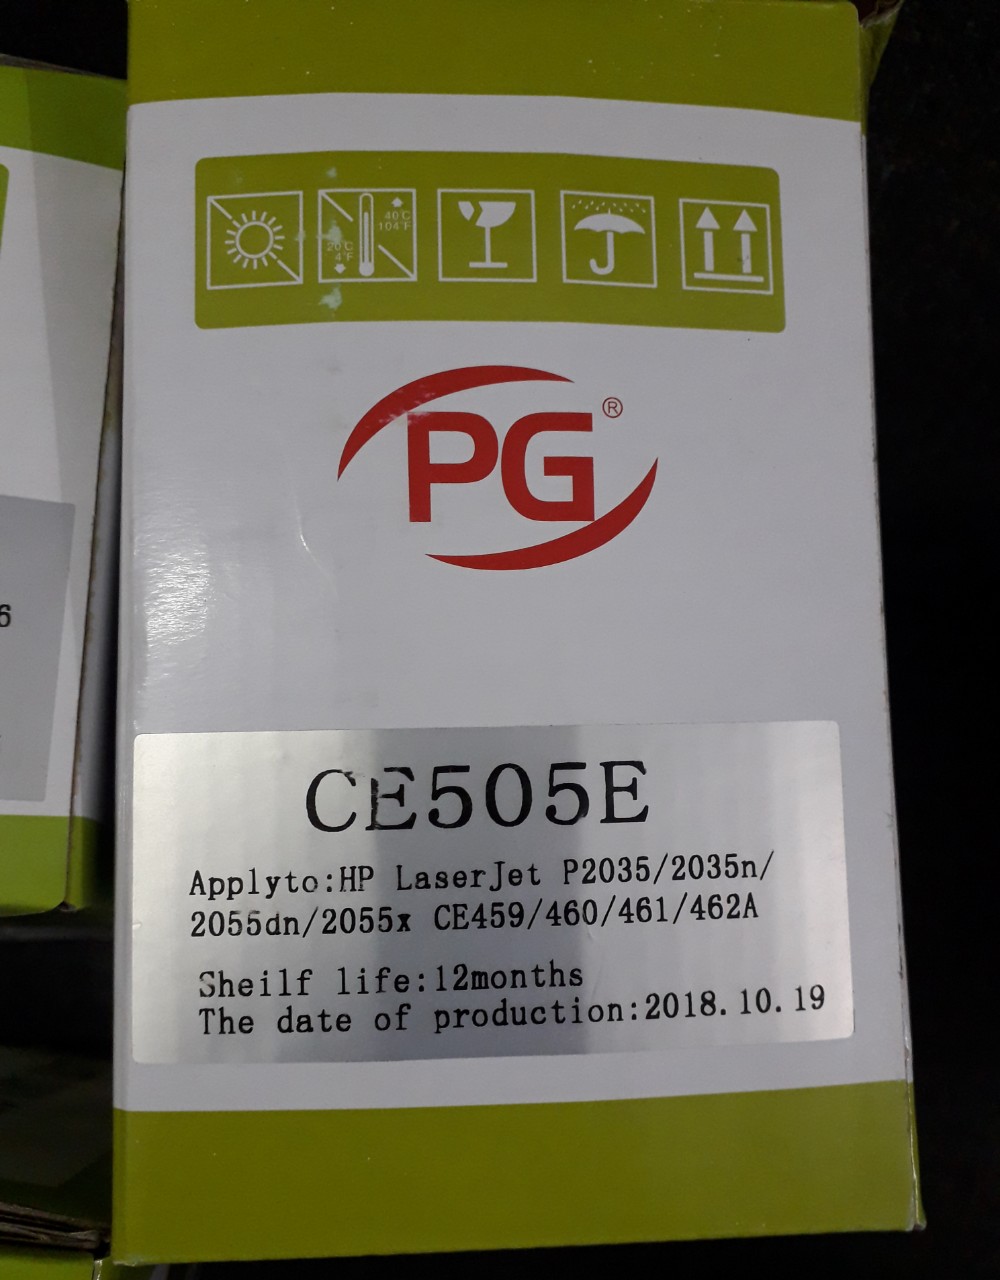 40°C
104°F
20°C
4°F
PG®
CE505E
Applyto:HP LaserJet P2035/2035n/
2055dn/2055x CE459/460/461/462A
Sheilf life:12months
The date of production:2018.10.19
6